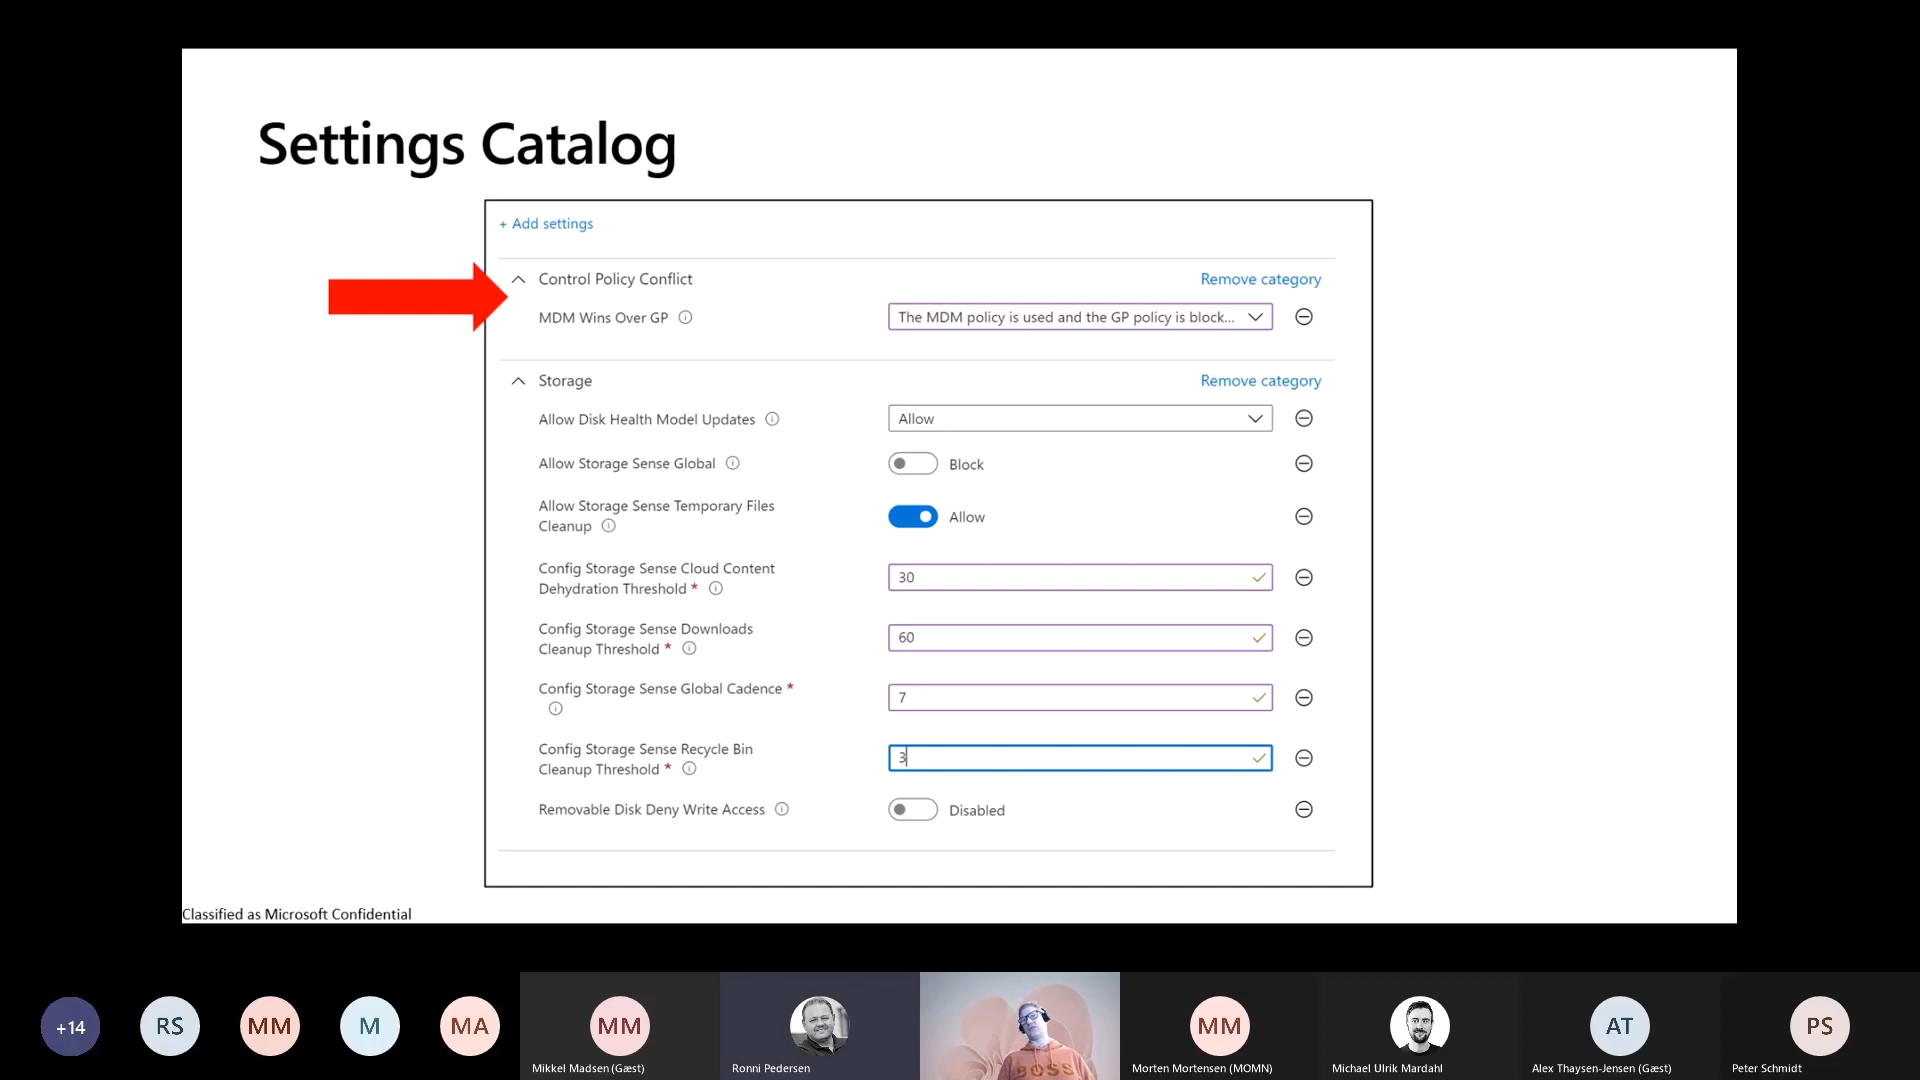 Settings Catalog
+ Add settings
Control Policy Conflict
Remove category
MDM Wins Over GP
The MDM policy is used and the GP policy is block...
Storage
Remove category
Allow Disk Health Model Updates
Allow
Allow Storage Sense Global
Block
Allow Storage Sense Temporary Files
Cleanup
Allow
Config Storage Sense Cloud Content
Dehydration Threshold *
30
Config Storage Sense Downloads
Cleanup Threshold *
60
Config Storage Sense Global Cadence *
7
Config Storage Sense Recycle Bin
Cleanup Threshold *
3
Removable Disk Deny Write Access
Disabled
Classified as Microsoft Confidential
+14
RS
MM
M
MA
MM
Mikkel Madsen (Gæst)
Ronni Pedersen
BOSS
MM
Morten Mortensen (MOMN)
Michael Ulrik Mardahl
AT
Alex Thaysen-Jensen (Gæst)
PS
Peter Schmidt